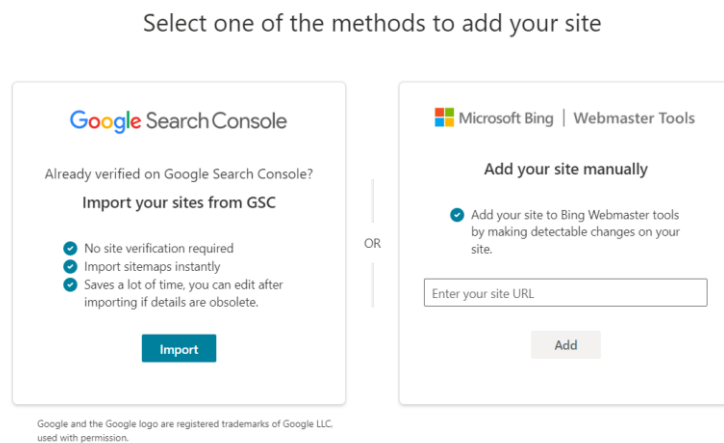 Select one of the methods to add your site
Google Search Console
Already verified on Google Search Console?
Import your sites from GSC
No site verification required
Import sitemaps instantly
Saves a lot of time, you can edit after
importing if details are obsolete.
Import
Google and the Google logo are registered trademarks of Google LLC,
used with permission.
OR
Microsoft Bing | Webmaster Tools
Add your site manually
Add your site to Bing Webmaster tools
by making detectable changes on your
site.
Enter your site URL
Add